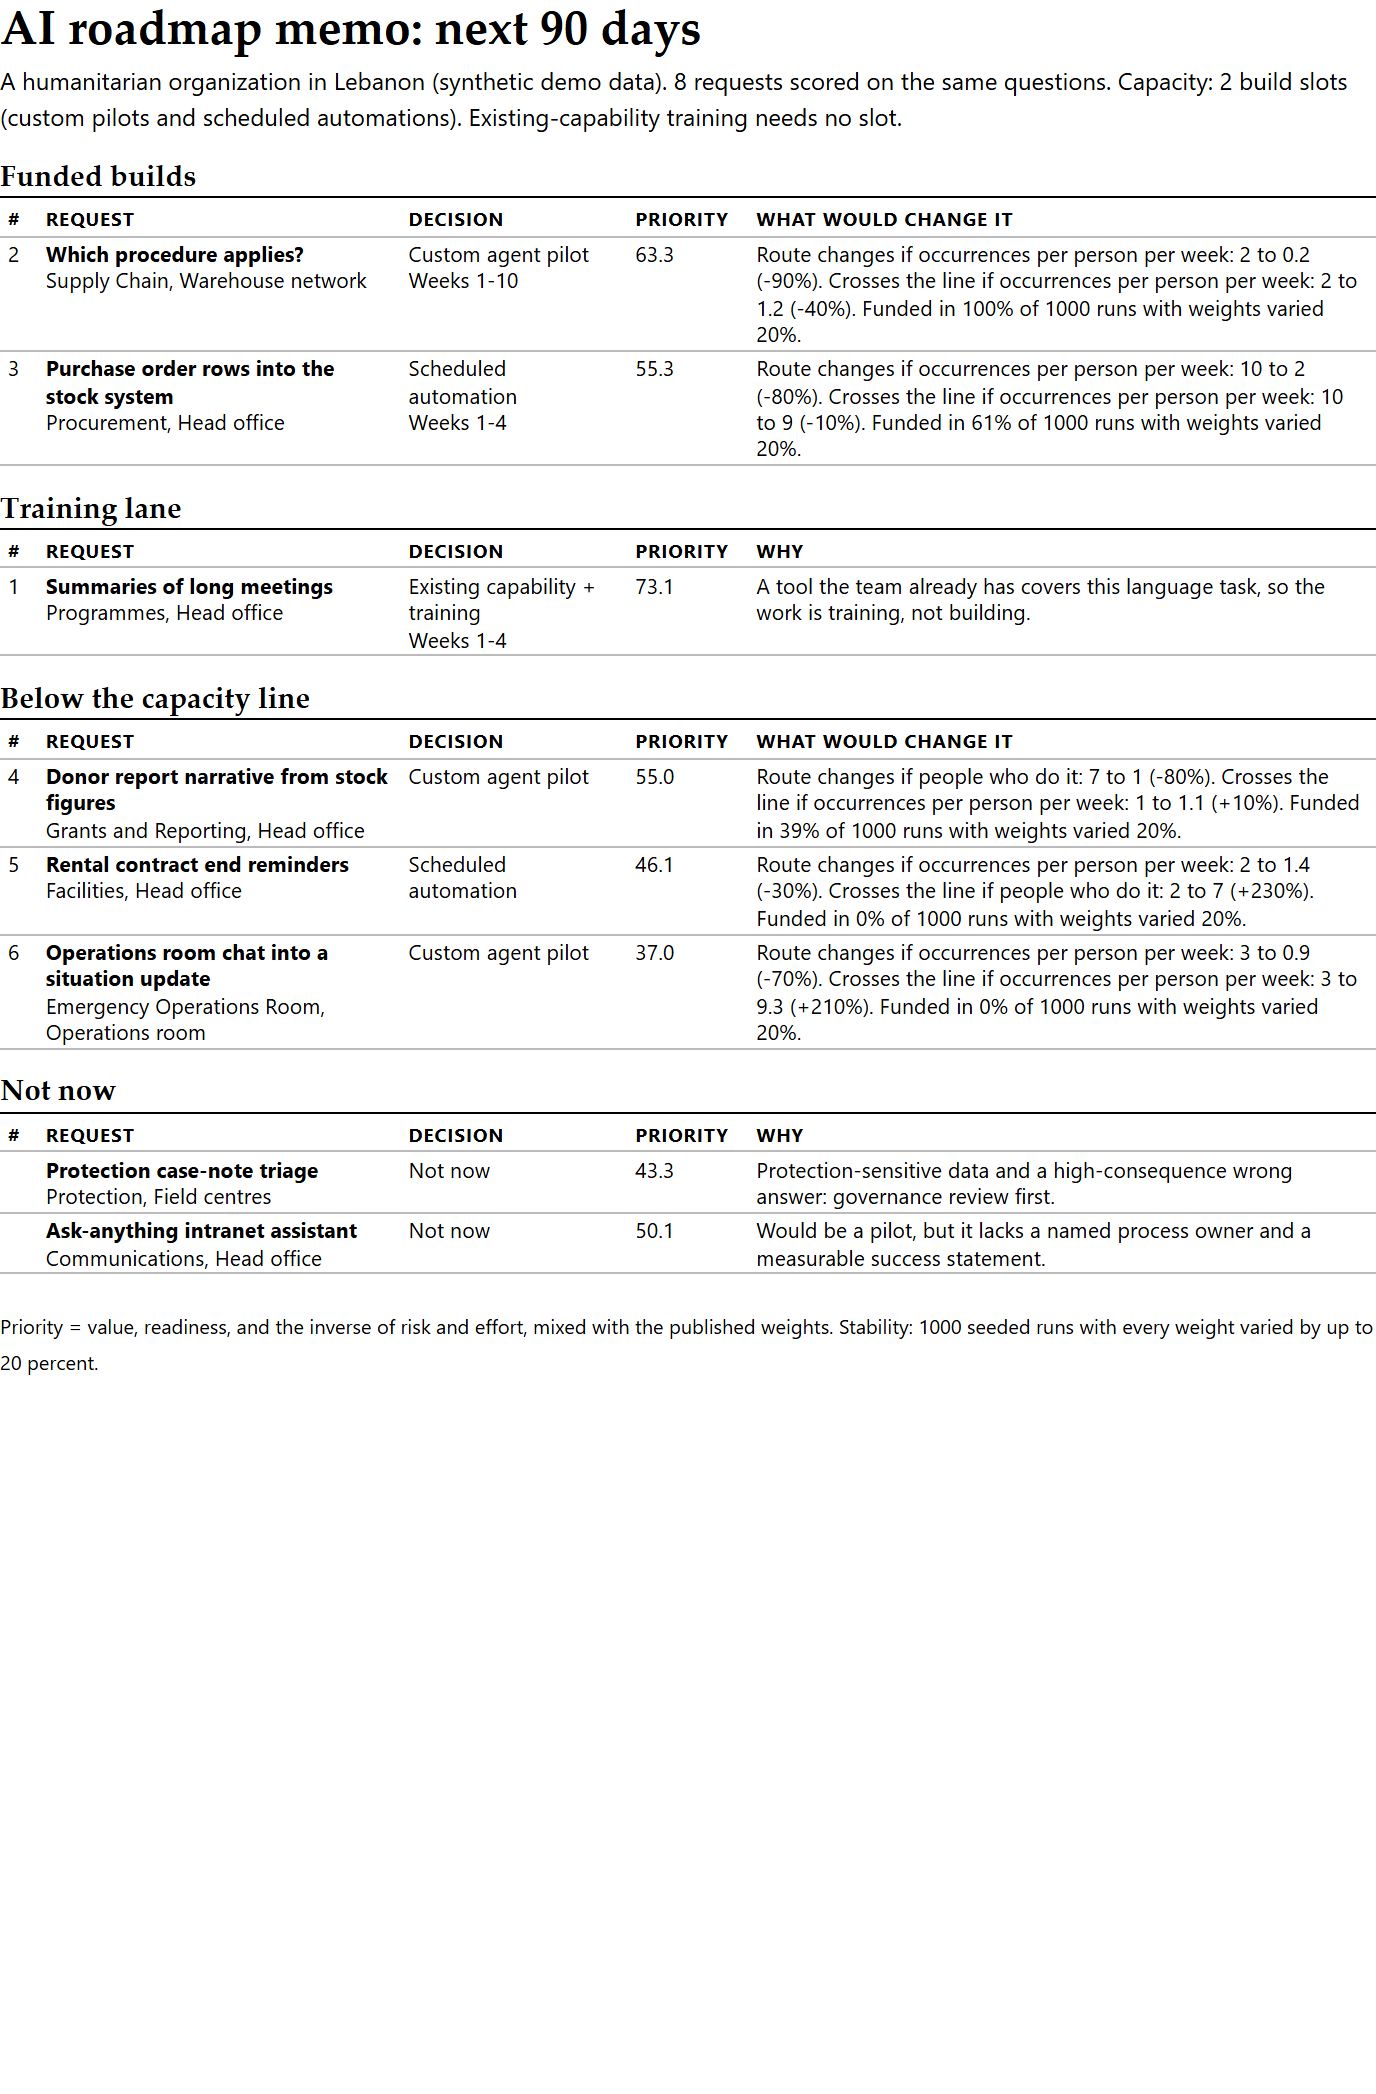 AI roadmap memo: next 90 days
A humanitarian organization in Lebanon (synthetic demo data). 8 requests scored on the same questions. Capacity: 2 build slots
(custom pilots and scheduled automations). Existing-capability training needs no slot.
Funded builds
# REQUEST DECISION PRIORITY WHAT WOULD CHANGE IT
2 Which procedure applies? Custom agent pilot 63.3 Route changes if occurrences per person per week: 2 to 0.2
Supply Chain, Warehouse network Weeks 1-10 (-90%). Crosses the line if occurrences per person per week: 2 to
1.2 (-40%). Funded in 100% of 1000 runs with weights varied
20%.
3 Purchase order rows into the Scheduled 55.3 Route changes if occurrences per person per week: 10 to 2
stock system automation (-80%). Crosses the line if occurrences per person per week: 10
Procurement, Head office Weeks 1-4 to 9 (-10%). Funded in 61% of 1000 runs with weights varied
20%.
Training lane
# REQUEST DECISION PRIORITY WHY
1 Summaries of long meetings Existing capability + 73.1 A tool the team already has covers this language task, so the
Programmes, Head office training work is training, not building.
Weeks 1-4
Below the capacity line
# REQUEST DECISION PRIORITY WHAT WOULD CHANGE IT
4 Donor report narrative from stock Custom agent pilot 55.0 Route changes if people who do it: 7 to 1 (-80%). Crosses the
figures line if occurrences per person per week: 1 to 1.1 (+10%). Funded
Grants and Reporting, Head office in 39% of 1000 runs with weights varied 20%.
5 Rental contract end reminders Scheduled 46.1 Route changes if occurrences per person per week: 2 to 1.4
Facilities, Head office automation (-30%). Crosses the line if people who do it: 2 to 7 (+230%).
Funded in 0% of 1000 runs with weights varied 20%.
6 Operations room chat into a Custom agent pilot 37.0 Route changes if occurrences per person per week: 3 to 0.9
situation update (-70%). Crosses the line if occurrences per person per week: 3 to
Emergency Operations Room, 9.3 (+210%). Funded in 0% of 1000 runs with weights varied
Operations room 20%.
Not now
# REQUEST DECISION PRIORITY WHY
Protection case-note triage Not now 43.3 Protection-sensitive data and a high-consequence wrong
Protection, Field centres answer: governance review first.
Ask-anything intranet assistant Not now 50.1 Would be a pilot, but it lacks a named process owner and a
Communications, Head office measurable success statement.
Priority = value, readiness, and the inverse of risk and effort, mixed with the published weights. Stability: 1000 seeded runs with every weight varied by up to
20 percent.